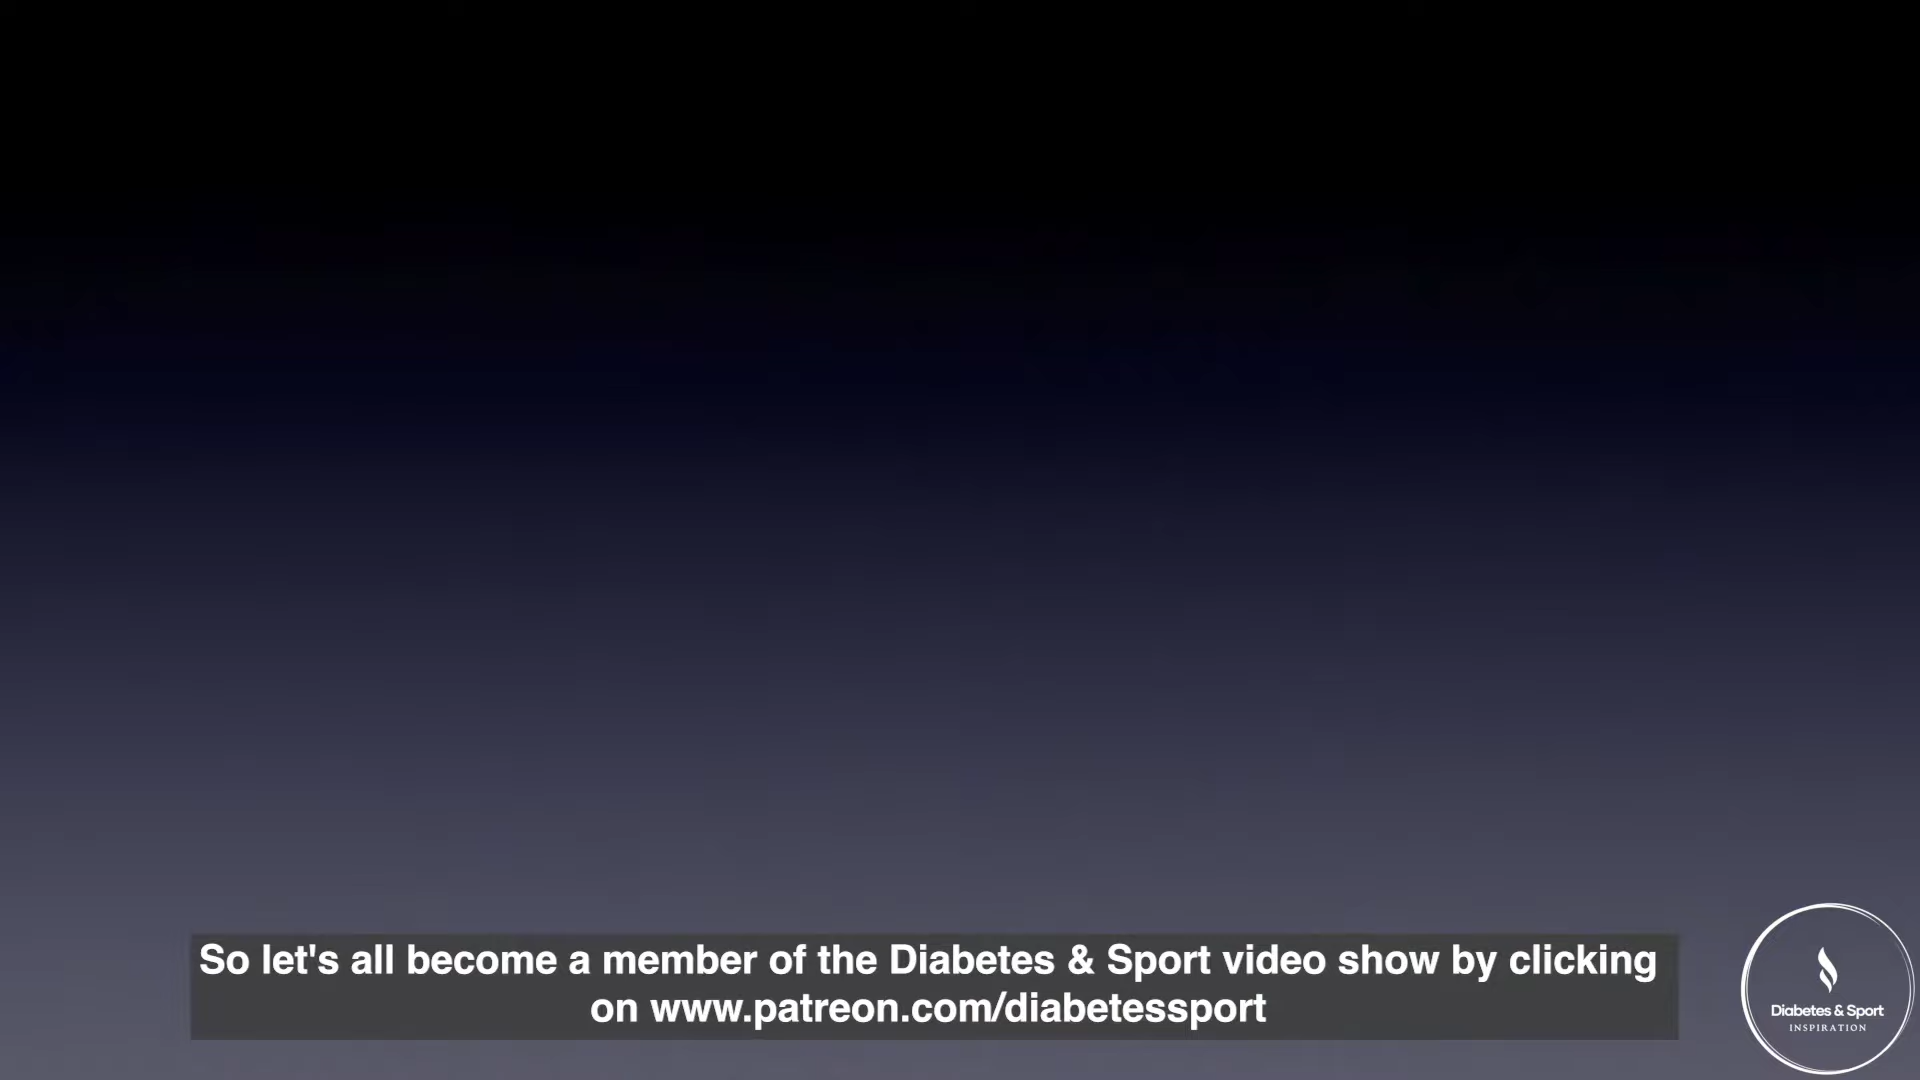 So let's all become a member of the Diabetes & Sport video show by clicking
on www.patreon.com/diabetessport
Diabetes & Sport
INSPIRATION